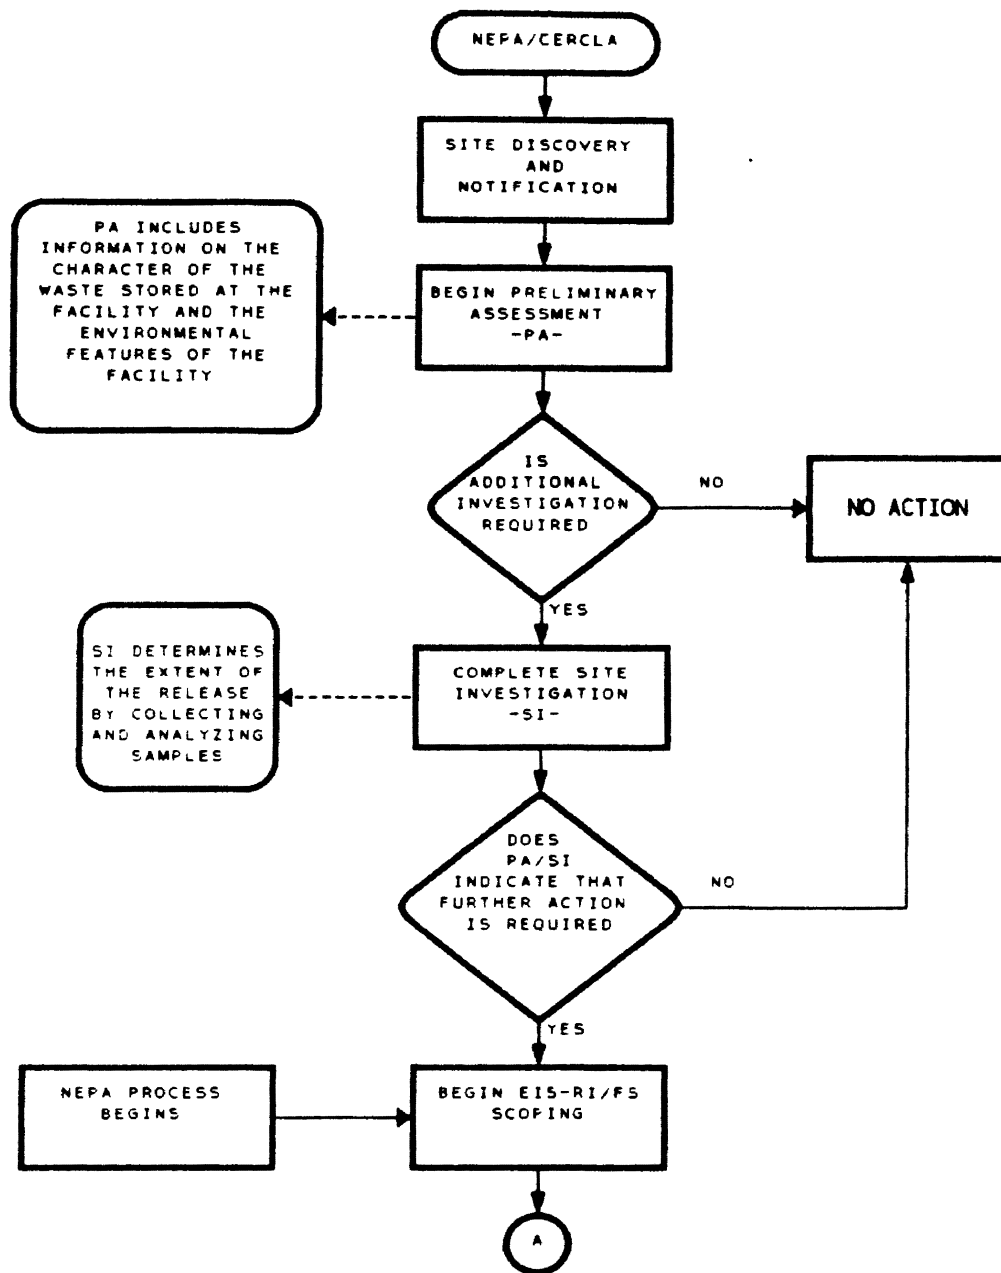 NEPA/CERCLA
SITE DISCOVERY
AND
NOTIFICATION
PA INCLUDES
INFORMATION ON THE
CHARACTER OF THE
WASTE STORED AT THE
FACILITY AND THE
ENVIRONMENTAL
FEATURES OF THE
FACILITY
BEGIN PRELIMINARY
ASSESSMENT
-PA-
IS
ADDITIONAL
INVESTIGATION
REQUIRED
NO
NO ACTION
YES
SI DETERMINES
THE EXTENT OF
THE RELEASE
BY COLLECTING
AND ANALYZING
SAMPLES
COMPLETE SITE
INVESTIGATION
-SI-
DOES
PA/SI
INDICATE THAT
FURTHER ACTION
IS REQUIRED
NO
YES
NEPA PROCESS
BEGINS
BEGIN EIS-RI/FS
SCOPING
A